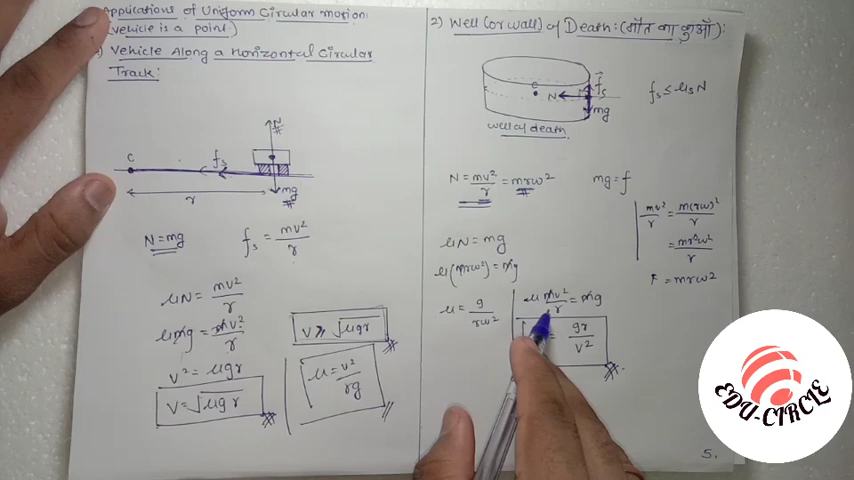 Applications of Uniform Circular motion:
(vehicle is a point)
Vehicle Along a Horizontal Circular
Track:
N
fs
C
mg
r
N=mg
fs = mv²/r
μN = mv²/r
μmg = mv²/r
v² = μgr
v = √μgr
v ≥ √μgr
μ = v²/rg
2) Well (or wall) of Death: (मौत का कुआँ):
C
N
fs
mg
fs ≤ μsN
well of death
N = mv²/r = mrω²
mg = f
mv²/r = m(rω)²/r
= mr²ω²/r
F = mrω2
μN = mg
μ(mrω²) = mg
μ = g/rω²
μ mv²/r = mg
= gr/v²
5.
EDU-CIRCLE